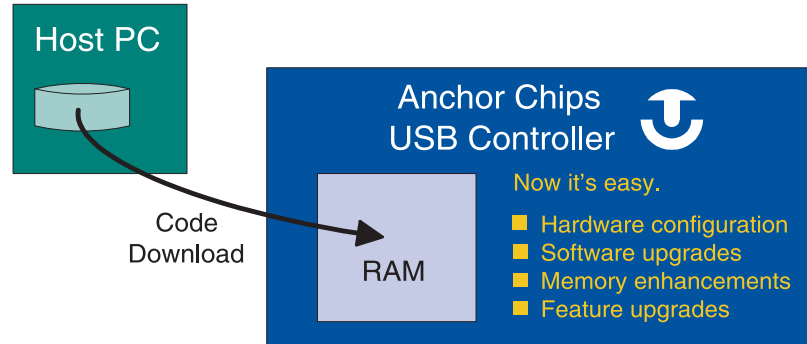 Host PC
Anchor Chips
USB Controller
Code
Download
RAM
Now it's easy.
Hardware configuration
Software upgrades
Memory enhancements
Feature upgrades